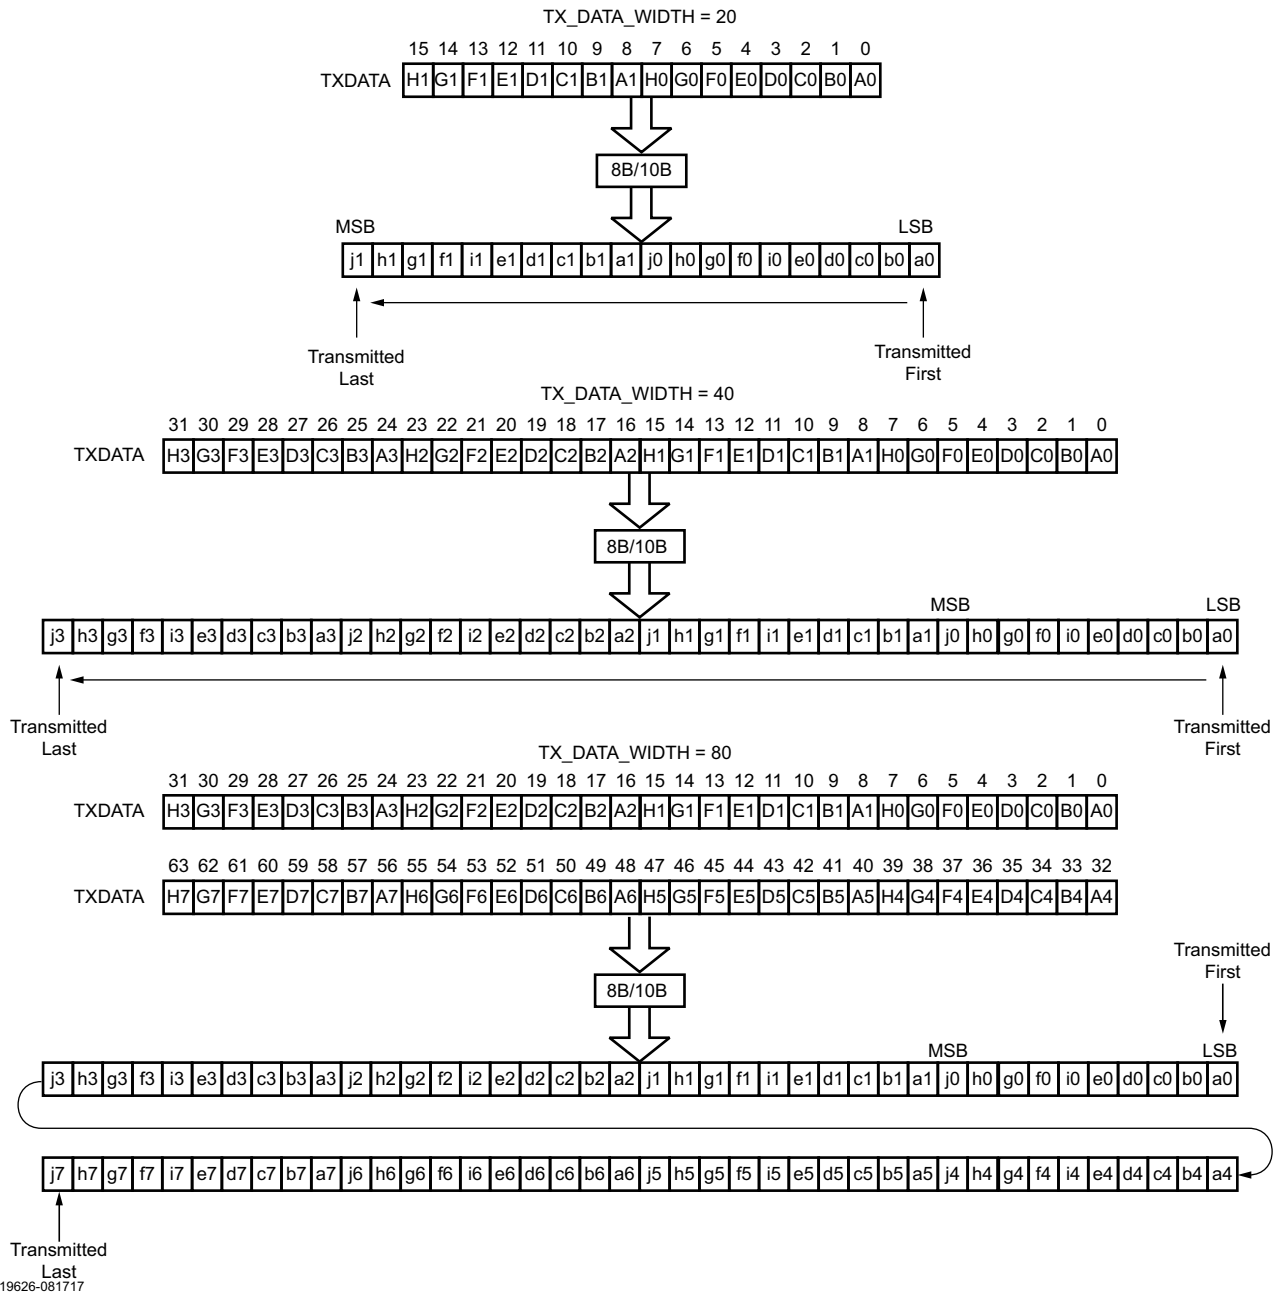 TX_DATA_WIDTH = 20
15 14 13 12 11 10 9 8 7 6 5 4 3 2 1 0
TXDATA H1 G1 F1 E1 D1 C1 B1 A1 H0 G0 F0 E0 D0 C0 B0 A0
8B/10B
MSB LSB
j1 h1 g1 f1 i1 e1 d1 c1 b1 a1 j0 h0 g0 f0 i0 e0 d0 c0 b0 a0
Transmitted Last
Transmitted First
TX_DATA_WIDTH = 40
31 30 29 28 27 26 25 24 23 22 21 20 19 18 17 16 15 14 13 12 11 10 9 8 7 6 5 4 3 2 1 0
TXDATA H3 G3 F3 E3 D3 C3 B3 A3 H2 G2 F2 E2 D2 C2 B2 A2 H1 G1 F1 E1 D1 C1 B1 A1 H0 G0 F0 E0 D0 C0 B0 A0
8B/10B
MSB LSB
j3 h3 g3 f3 i3 e3 d3 c3 b3 a3 j2 h2 g2 f2 i2 e2 d2 c2 b2 a2 j1 h1 g1 f1 i1 e1 d1 c1 b1 a1 j0 h0 g0 f0 i0 e0 d0 c0 b0 a0
Transmitted Last
Transmitted First
TX_DATA_WIDTH = 80
31 30 29 28 27 26 25 24 23 22 21 20 19 18 17 16 15 14 13 12 11 10 9 8 7 6 5 4 3 2 1 0
TXDATA H3 G3 F3 E3 D3 C3 B3 A3 H2 G2 F2 E2 D2 C2 B2 A2 H1 G1 F1 E1 D1 C1 B1 A1 H0 G0 F0 E0 D0 C0 B0 A0
63 62 61 60 59 58 57 56 55 54 53 52 51 50 49 48 47 46 45 44 43 42 41 40 39 38 37 36 35 34 33 32
TXDATA H7 G7 F7 E7 D7 C7 B7 A7 H6 G6 F6 E6 D6 C6 B6 A6 H5 G5 F5 E5 D5 C5 B5 A5 H4 G4 F4 E4 D4 C4 B4 A4
Transmitted First
8B/10B
MSB LSB
j3 h3 g3 f3 i3 e3 d3 c3 b3 a3 j2 h2 g2 f2 i2 e2 d2 c2 b2 a2 j1 h1 g1 f1 i1 e1 d1 c1 b1 a1 j0 h0 g0 f0 i0 e0 d0 c0 b0 a0
j7 h7 g7 f7 i7 e7 d7 c7 b7 a7 j6 h6 g6 f6 i6 e6 d6 c6 b6 a6 j5 h5 g5 f5 i5 e5 d5 c5 b5 a5 j4 h4 g4 f4 i4 e4 d4 c4 b4 a4
Transmitted Last
19626-081717